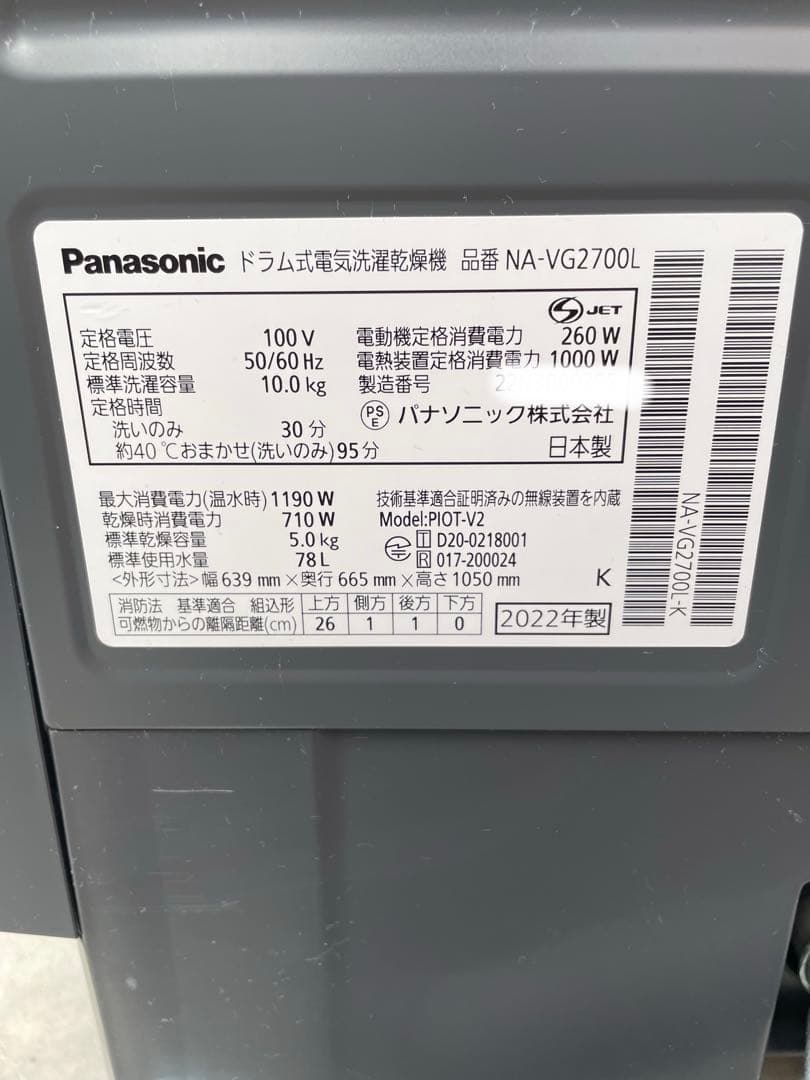 Panasonic ドラム式電気洗濯乾燥機 品番 NA-VG2700L
S JET
定格電圧 100 V 電動機定格消費電力 260 W
定格周波数 50/60 Hz 電熱装置定格消費電力 1000 W
標準洗濯容量 10.0 kg 製造番号
定格時間
洗いのみ 30 分 PSE パナソニック株式会社
約40℃おまかせ(洗いのみ)95分 日本製
最大消費電力(温水時) 1190 W 技術基準適合証明済みの無線装置を内蔵
乾燥時消費電力 710 W Model:PIOT-V2
標準乾燥容量 5.0 kg T D20-0218001
標準使用水量 78 L R 017-200024
<外形寸法>幅 639 mm×奥行 665 mm×高さ 1050 mm K
消防法 基準適合 組込形 上方 側方 後方 下方
可燃物からの離隔距離(cm) 26 1 1 0
2022年製
NA-VG2700L-K